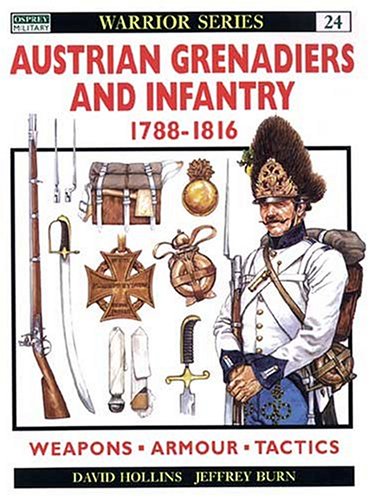 OSPREY
MILITARY
WARRIOR SERIES
24
AUSTRIAN GRENADIERS
AND INFANTRY
1788-1816
WEAPONS ▪ ARMOUR ▪ TACTICS
DAVID HOLLINS JEFFREY BURN